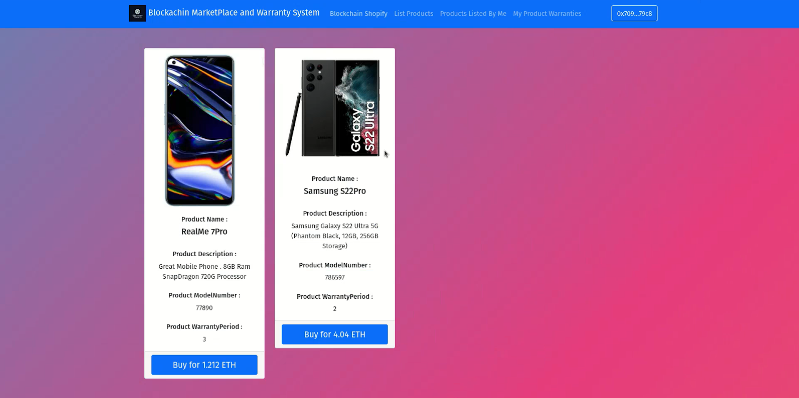 Blockachin MarketPlace and Warranty System
Blockchain Shopify
List Products
Products Listed By Me
My Product Warranties
0x709...79c8
Product Name :
RealMe 7Pro
Product Description :
Great Mobile Phone , 8GB Ram
SnapDragon 720G Processor
Product ModelNumber :
77890
Product WarrantyPeriod :
3
Buy for 1.212 ETH
Galaxy
S22 Ultra
Product Name :
Samsung S22Pro
Product Description :
Samsung Galaxy S22 Ultra 5G
(Phantom Black, 12GB, 256GB
Storage)
Product ModelNumber :
786597
Product WarrantyPeriod :
2
Buy for 4.04 ETH